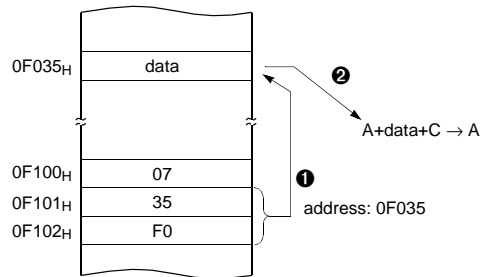 0F035H data
❷
A+data+C → A
0F100H 07
❶
0F101H 35
address: 0F035
0F102H F0